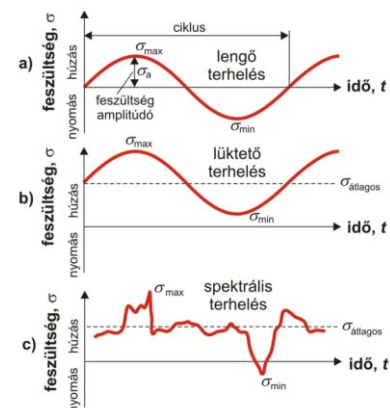 a)
feszültség, σ
nyomás húzás
ciklus
σmax
σa
feszültség
amplitúdó
lengő
terhelés
σmin
idő, t
b)
feszültség, σ
nyomás húzás
σmax
lüktető
terhelés
σátlagos
σmin
idő, t
c)
feszültség, σ
nyomás húzás
σmax
spektrális
terhelés
σátlagos
σmin
idő, t